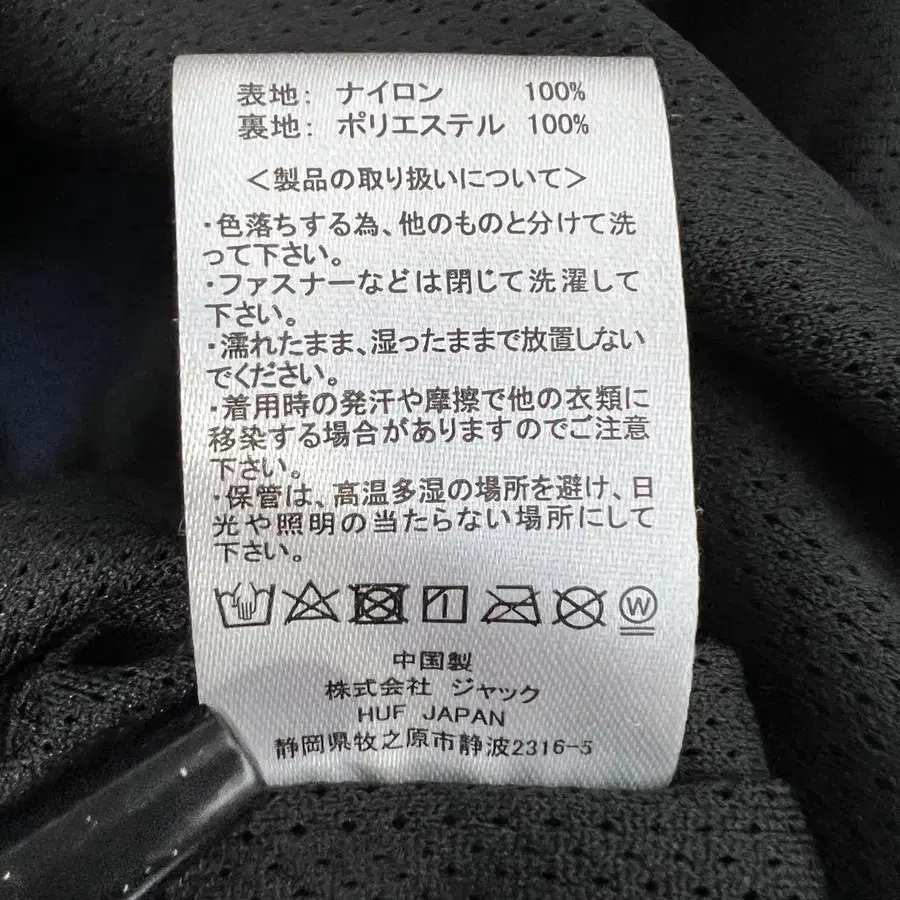 表地: ナイロン 100%
裏地: ポリエステル 100%
<製品の取り扱いについて>
・色落ちする為、他のものと分けて洗
って下さい。
・ファスナーなどは閉じて洗濯して
下さい。
・濡れたまま、湿ったままで放置しない
でください。
・着用時の発汗や摩擦で他の衣類に
移染する場合がありますのでご注意
下さい。
・保管は、高温多湿の場所を避け、日
光や照明の当たらない場所にして
下さい。
W
中国製
株式会社 ジャック
HUF JAPAN
静岡県牧之原市静波2316-5